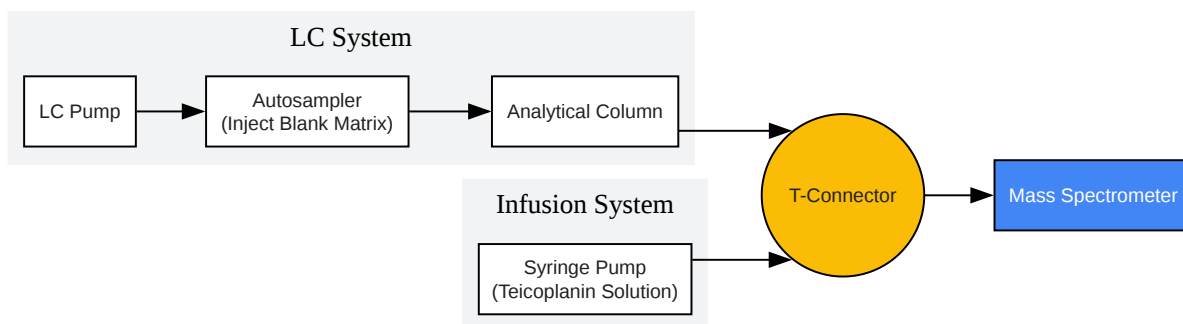 LC System
LC Pump
Autosampler
(Inject Blank Matrix)
Analytical Column
T-Connector
Mass Spectrometer
Infusion System
Syringe Pump
(Teicoplanin Solution)